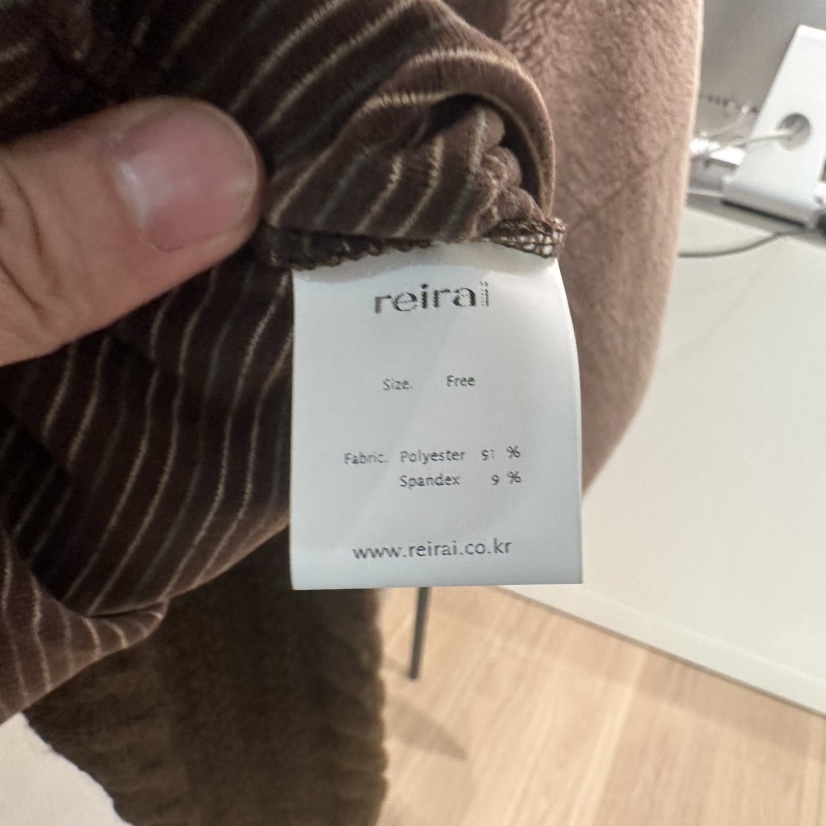 reirai
Size. Free
Fabric. Polyester 91 %
Spandex 9 %
www.reirai.co.kr